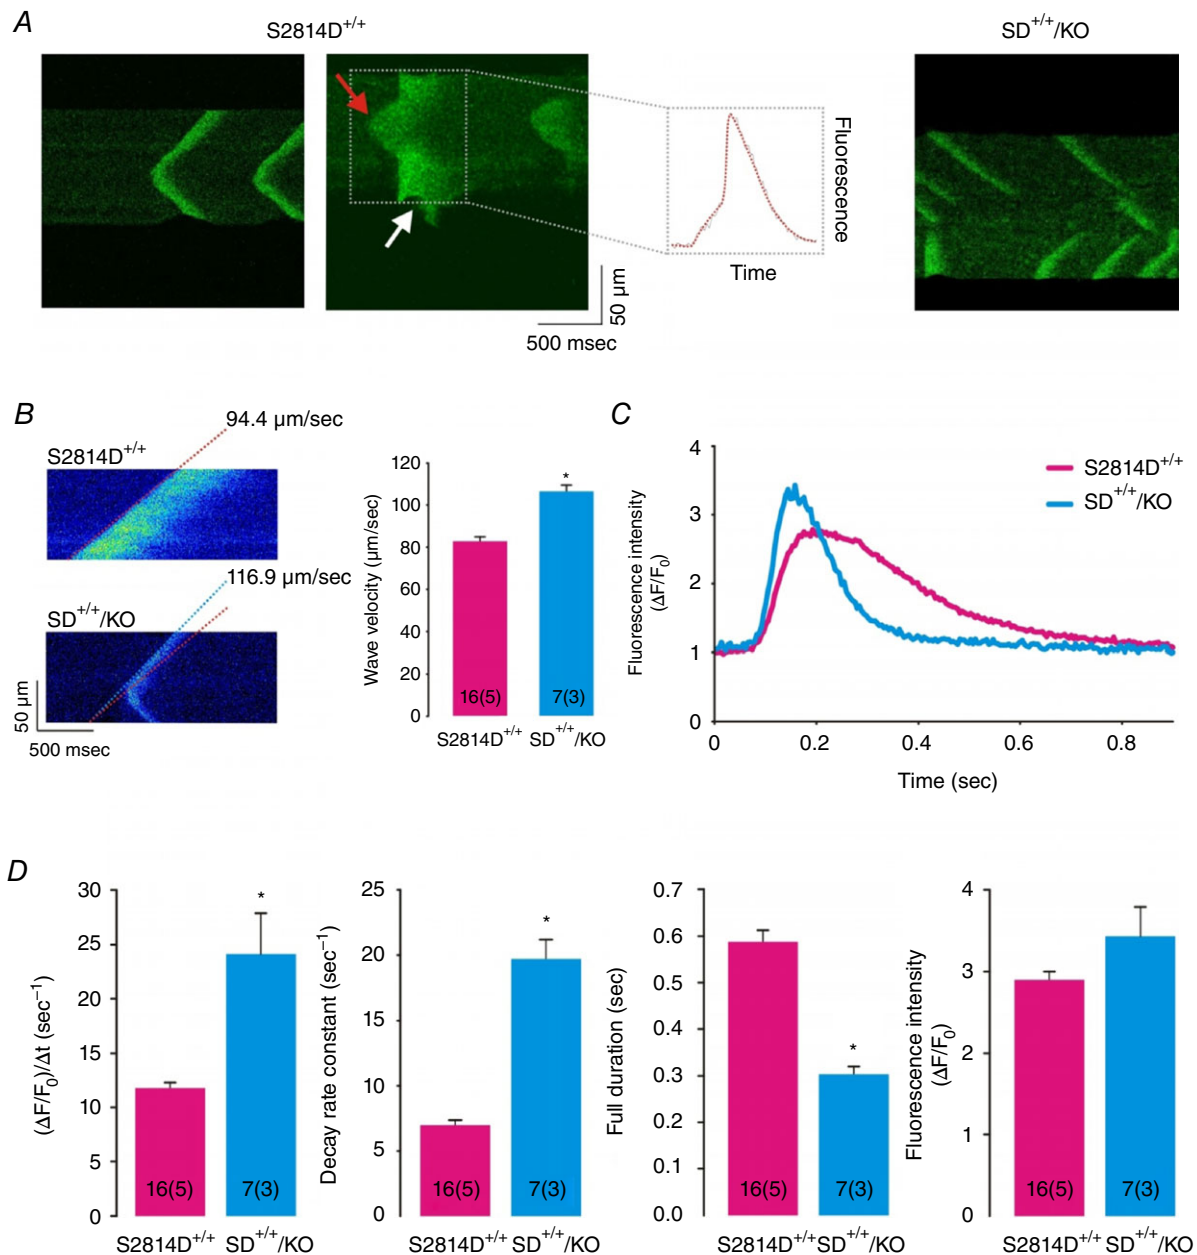 A
S2814D+/+
SD+/+/KO
Fluorescence
Time
50 µm
500 msec
B
94.4 µm/sec
S2814D+/+
116.9 µm/sec
SD+/+/KO
50 µm
500 msec
Wave velocity (µm/sec)
120
100
80
60
40
20
0
*
16(5)
7(3)
S2814D+/+ SD+/+/KO
C
Fluorescence intensity
(ΔF/F0)
4
3
2
1
0
S2814D+/+
SD+/+/KO
0 0.2 0.4 0.6 0.8
Time (sec)
D
(ΔF/F0)/Δt (sec−1)
30
25
20
15
10
5
0
*
16(5)
7(3)
S2814D+/+ SD+/+/KO
Decay rate constant (sec−1)
25
20
15
10
5
0
*
16(5)
7(3)
S2814D+/+ SD+/+/KO
Full duration (sec)
0.7
0.6
0.5
0.4
0.3
0.2
0.1
0.0
*
16(5)
7(3)
S2814D+/+ SD+/+/KO
Fluorescence intensity
(ΔF/F0)
4
3
2
1
0
16(5)
7(3)
S2814D+/+ SD+/+/KO